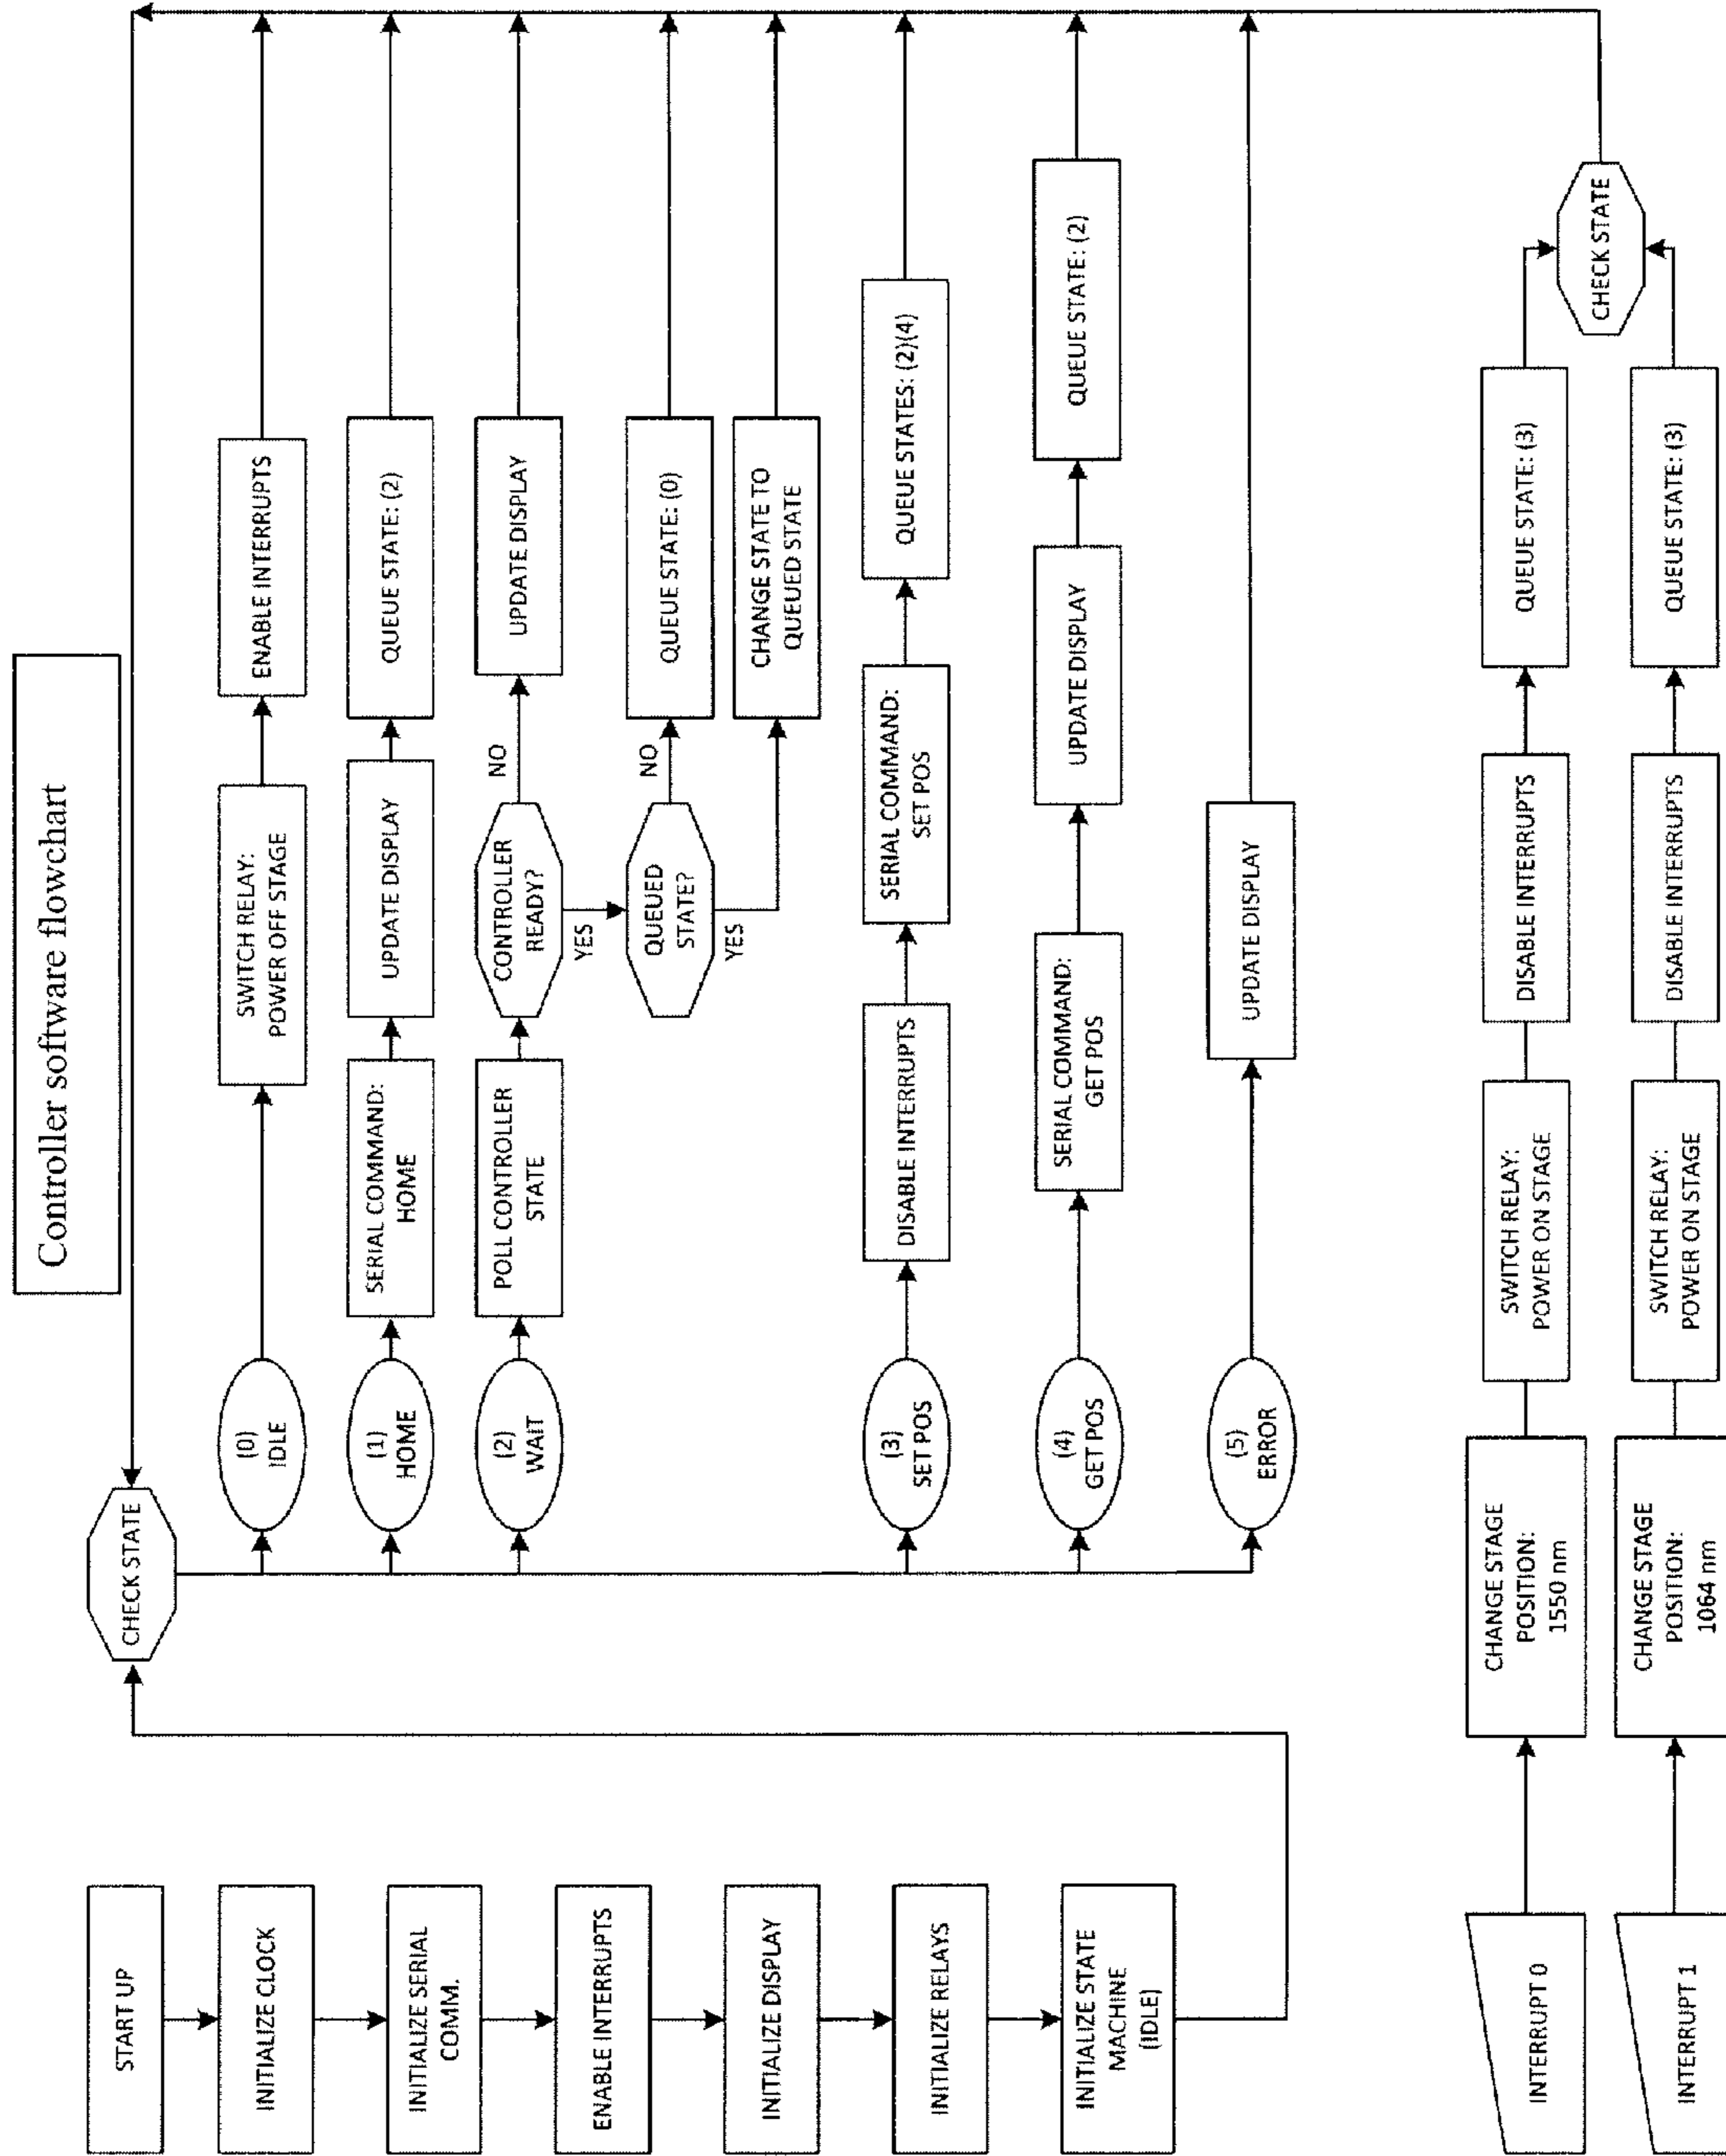 Controller software flowchart
START UP
INITIALIZE CLOCK
INITIALIZE SERIAL
COMM.
ENABLE INTERRUPTS
INITIALIZE DISPLAY
INITIALIZE RELAYS
INITIALIZE STATE
MACHINE
(IDLE)
CHECK STATE
(0)
IDLE
SWITCH RELAY:
POWER OFF STAGE
ENABLE INTERRUPTS
(1)
HOME
SERIAL COMMAND:
HOME
UPDATE DISPLAY
QUEUE STATE: (2)
(2)
WAIT
POLL CONTROLLER
STATE
CONTROLLER
READY?
NO
UPDATE DISPLAY
YES
QUEUED
STATE?
NO
QUEUE STATE: (0)
YES
CHANGE STATE TO
QUEUED STATE
(3)
SET POS
DISABLE INTERRUPTS
SERIAL COMMAND:
SET POS
QUEUE STATES: (2)(4)
(4)
GET POS
SERIAL COMMAND:
GET POS
UPDATE DISPLAY
QUEUE STATE: (2)
(5)
ERROR
UPDATE DISPLAY
INTERRUPT 0
CHANGE STAGE
POSITION:
1550 nm
SWITCH RELAY:
POWER ON STAGE
DISABLE INTERRUPTS
QUEUE STATE: (3)
CHECK STATE
INTERRUPT 1
CHANGE STAGE
POSITION:
1064 nm
SWITCH RELAY:
POWER ON STAGE
DISABLE INTERRUPTS
QUEUE STATE: (3)